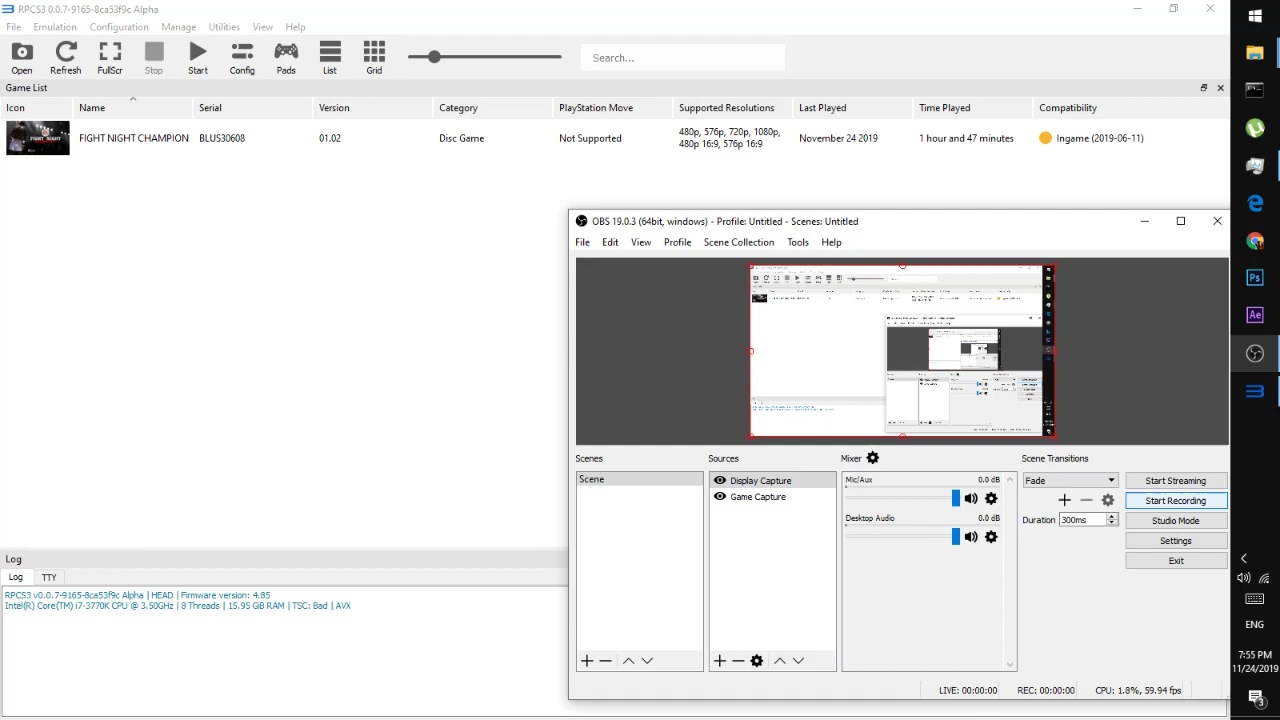 RPCS3 0.0.7-9165-8ca53f9c Alpha
File Emulation Configuration Manage Utilities View Help
Open Refresh FullScr Stop Start Config Pads List Grid
Search...
Game List
Icon Name Serial Version Category PlayStation Move Supported Resolutions Last Played Time Played Compatibility
FIGHT NIGHT CHAMPION BLUS30608 01.02 Disc Game Not Supported 480p, 576p, 720p, 1080p, November 24 2019 1 hour and 47 minutes Ingame (2019-06-11)
480p 16:9, 576p 16:9
OBS 19.0.3 (64bit, windows) - Profile: Untitled - Scenes: Untitled
File Edit View Profile Scene Collection Tools Help
Scenes Sources Mixer Scene Transitions
Scene Display Capture Mic/Aux 0.0 dB Fade Start Streaming
Game Capture Start Recording
Desktop Audio 0.0 dB Duration 300ms Studio Mode
Settings
Exit
Log
Log TTY
RPCS3 v0.0.7-9165-8ca53f9c Alpha | HEAD | Firmware version: 4.85
Intel(R) Core(TM) i7-3770K CPU @ 3.50GHz | 8 Threads | 15.95 GiB RAM | TSC: Bad | AVX
LIVE: 00:00:00 REC: 00:00:00 CPU: 1.8%, 59.94 fps
Ps
Ae
ENG
7:55 PM
11/24/2019
3